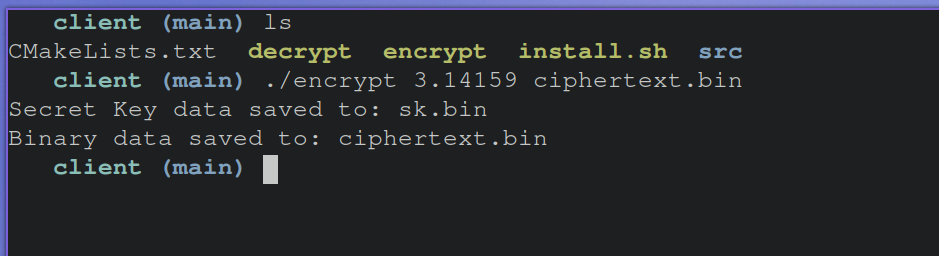 client (main) ls
CMakeLists.txt decrypt encrypt install.sh src
client (main) ./encrypt 3.14159 ciphertext.bin
Secret Key data saved to: sk.bin
Binary data saved to: ciphertext.bin
client (main)